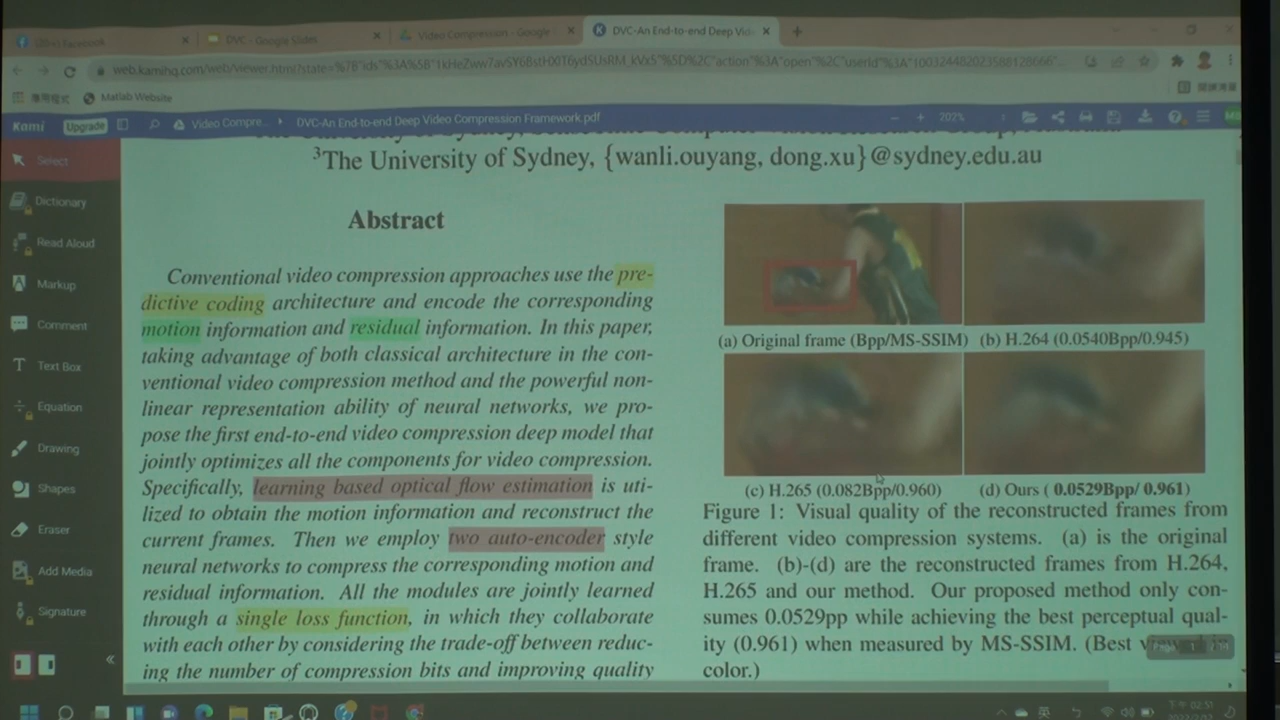 DVC - Google Slides
Video Compression - Google
DVC-An End-to-end Deep Vide
Matlab Website
Kami
Upgrade
Video Compre...
DVC-An End-to-end Deep Video Compression Framework.pdf
202%
Select
Dictionary
Read Aloud
Markup
Comment
Text Box
Equation
Drawing
Shapes
Eraser
Add Media
Signature
³The University of Sydney, {wanli.ouyang, dong.xu}@sydney.edu.au
Abstract
Conventional video compression approaches use the pre-
dictive coding architecture and encode the corresponding
motion information and residual information. In this paper,
taking advantage of both classical architecture in the con-
ventional video compression method and the powerful non-
linear representation ability of neural networks, we pro-
pose the first end-to-end video compression deep model that
jointly optimizes all the components for video compression.
Specifically, learning based optical flow estimation is uti-
lized to obtain the motion information and reconstruct the
current frames. Then we employ two auto-encoder style
neural networks to compress the corresponding motion and
residual information. All the modules are jointly learned
through a single loss function, in which they collaborate
with each other by considering the trade-off between reduc-
ing the number of compression bits and improving quality
(a) Original frame (Bpp/MS-SSIM) (b) H.264 (0.0540Bpp/0.945)
(c) H.265 (0.082Bpp/0.960) (d) Ours ( 0.0529Bpp/ 0.961)
Figure 1: Visual quality of the reconstructed frames from
different video compression systems. (a) is the original
frame. (b)-(d) are the reconstructed frames from H.264,
H.265 and our method. Our proposed method only con-
sumes 0.0529pp while achieving the best perceptual qual-
ity (0.961) when measured by MS-SSIM. (Best
color.)
Page 1
下午 02:51